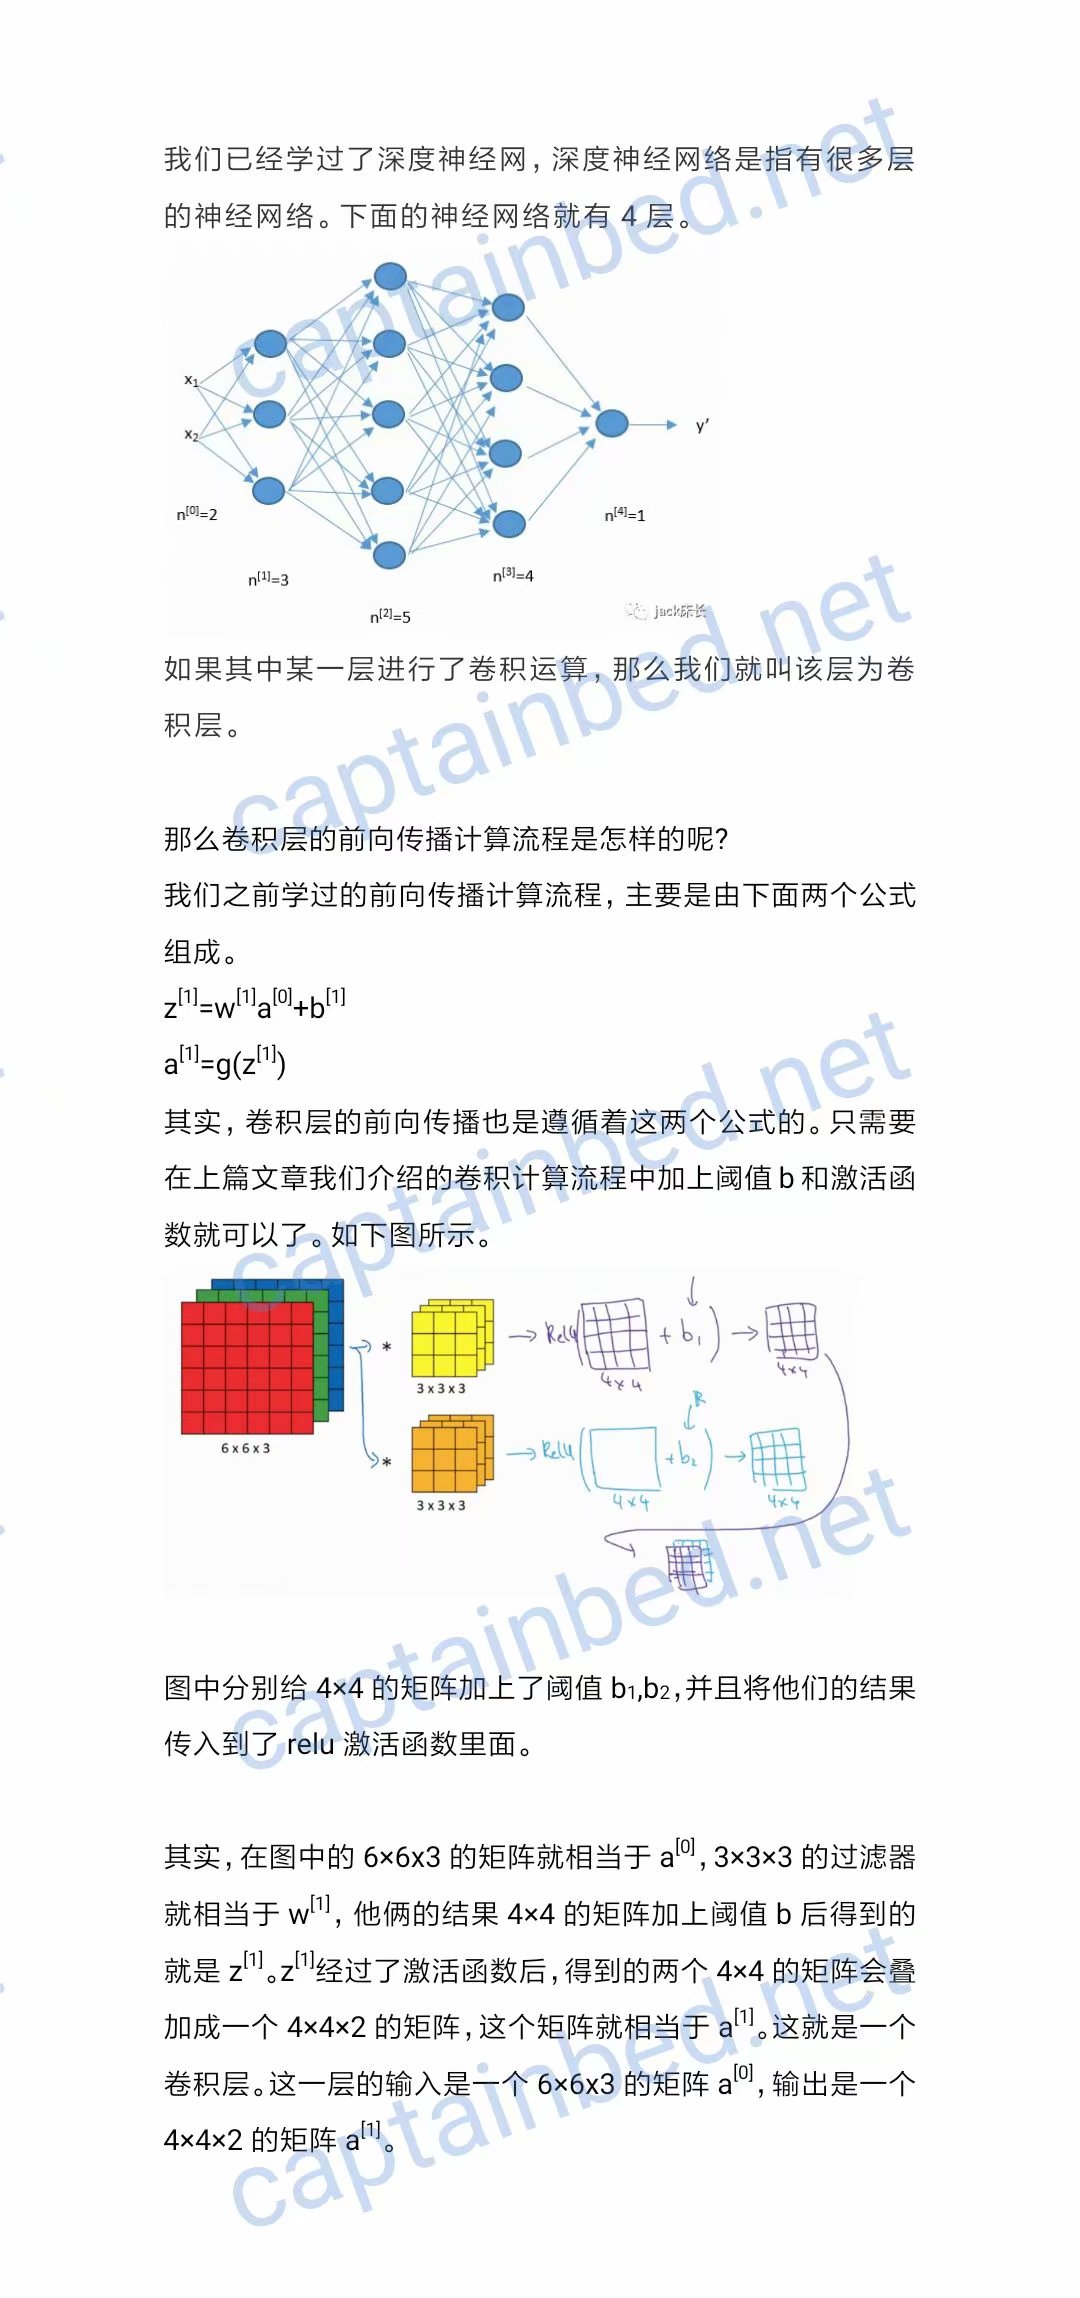 我们已经学过了深度神经网，深度神经网络是指有很多层
的神经网络。下面的神经网络就有 4 层。
x₁
x₂
y’
n[0]=2
n[4]=1
n[1]=3
n[3]=4
n[2]=5
jack床长
如果其中某一层进行了卷积运算，那么我们就叫该层为卷
积层。
那么卷积层的前向传播计算流程是怎样的呢？
我们之前学过的前向传播计算流程，主要是由下面两个公式
组成。
z[1]=w[1]a[0]+b[1]
a[1]=g(z[1])
其实，卷积层的前向传播也是遵循着这两个公式的。只需要
在上篇文章我们介绍的卷积计算流程中加上阈值 b 和激活函
数就可以了。如下图所示。
* → Relu( + b₁ ) →
3 x 3 x 3
4x4
4x4
6 x 6 x 3
R
* → Relu( + b₂ ) →
3 x 3 x 3
4x4
4x4
图中分别给 4×4 的矩阵加上了阈值 b₁,b₂，并且将他们的结果
传入到了 relu 激活函数里面。
其实，在图中的 6×6x3 的矩阵就相当于 a[0]，3×3×3 的过滤器
就相当于 w[1]，他俩的结果 4×4 的矩阵加上阈值 b 后得到的
就是 z[1]。z[1]经过了激活函数后，得到的两个 4×4 的矩阵会叠
加成一个 4×4×2 的矩阵，这个矩阵就相当于 a[1]。这就是一个
卷积层。这一层的输入是一个 6×6x3 的矩阵 a[0]，输出是一个
4×4×2 的矩阵 a[1]。
captainbed.net
captainbed.net
captainbed.net
captainbed.net
captainbed.net